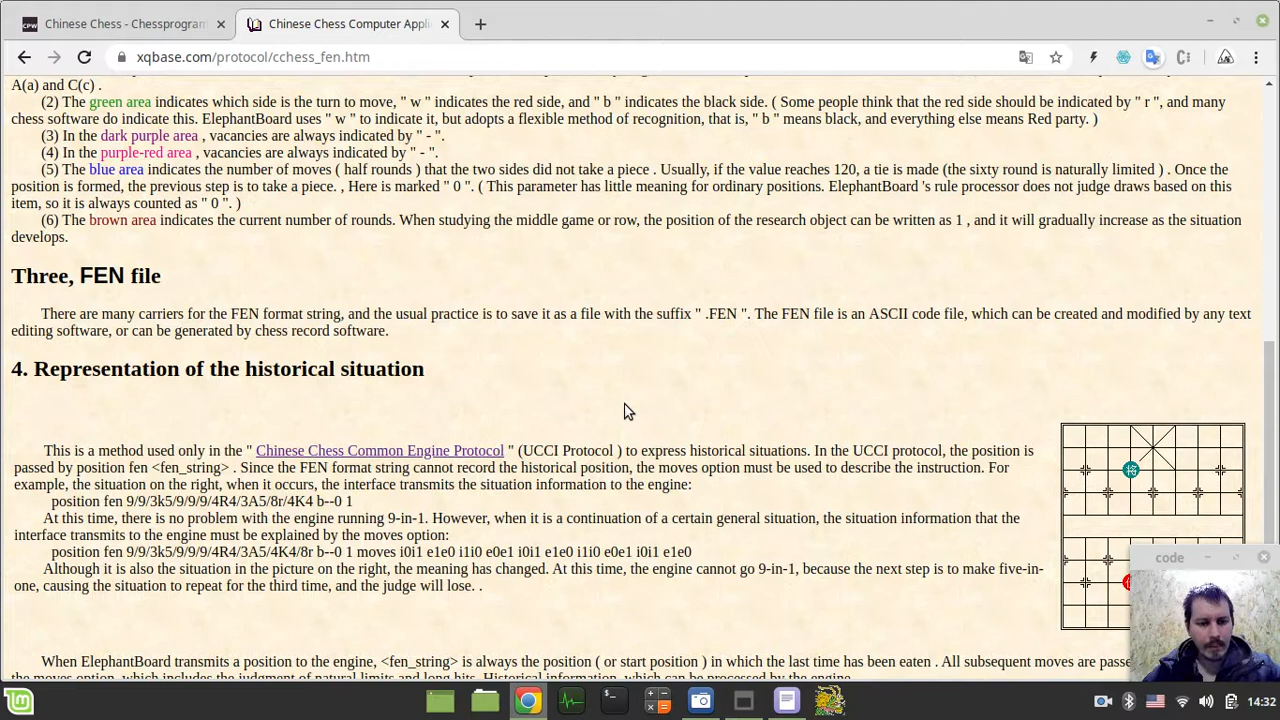 Chinese Chess - Chessprogram
Chinese Chess Computer Appli
xqbase.com/protocol/cchess_fen.htm
A(a) and C(c) .
(2) The green area indicates which side is the turn to move, " w " indicates the red side, and " b " indicates the black side. ( Some people think that the red side should be indicated by " r ", and many
chess software do indicate this. ElephantBoard uses " w " to indicate it, but adopts a flexible method of recognition, that is, " b " means black, and everything else means Red party. )
(3) In the dark purple area , vacancies are always indicated by " - ".
(4) In the purple-red area , vacancies are always indicated by " - ".
(5) The blue area indicates the number of moves ( half rounds ) that the two sides did not take a piece . Usually, if the value reaches 120, a tie is made (the sixty round is naturally limited ) . Once the
position is formed, the previous step is to take a piece. , Here is marked " 0 ". ( This parameter has little meaning for ordinary positions. ElephantBoard 's rule processor does not judge draws based on this
item, so it is always counted as " 0 ". )
(6) The brown area indicates the current number of rounds. When studying the middle game or row, the position of the research object can be written as 1 , and it will gradually increase as the situation
develops.
Three, FEN file
There are many carriers for the FEN format string, and the usual practice is to save it as a file with the suffix " .FEN ". The FEN file is an ASCII code file, which can be created and modified by any text
editing software, or can be generated by chess record software.
4. Representation of the historical situation
This is a method used only in the " Chinese Chess Common Engine Protocol " (UCCI Protocol ) to express historical situations. In the UCCI protocol, the position is
passed by position fen <fen_string> . Since the FEN format string cannot record the historical position, the moves option must be used to describe the instruction. For
example, the situation on the right, when it occurs, the interface transmits the situation information to the engine:
position fen 9/9/3k5/9/9/9/4R4/3A5/8r/4K4 b--0 1
At this time, there is no problem with the engine running 9-in-1. However, when it is a continuation of a certain general situation, the situation information that the
interface transmits to the engine must be explained by the moves option:
position fen 9/9/3k5/9/9/9/4R4/3A5/4K4/8r b--0 1 moves i0i1 e1e0 i1i0 e0e1 i0i1 e1e0 i1i0 e0e1 i0i1 e1e0
Although it is also the situation in the picture on the right, the meaning has changed. At this time, the engine cannot go 9-in-1, because the next step is to make five-in-
one, causing the situation to repeat for the third time, and the judge will lose. .
将
code
When ElephantBoard transmits a position to the engine, <fen_string> is always the position ( or start position ) in which the last time has been eaten . All subsequent moves are passe
the moves option, which includes the judgment of natural limits and long hits. Historical information, which can be processed by the engine.
14:32